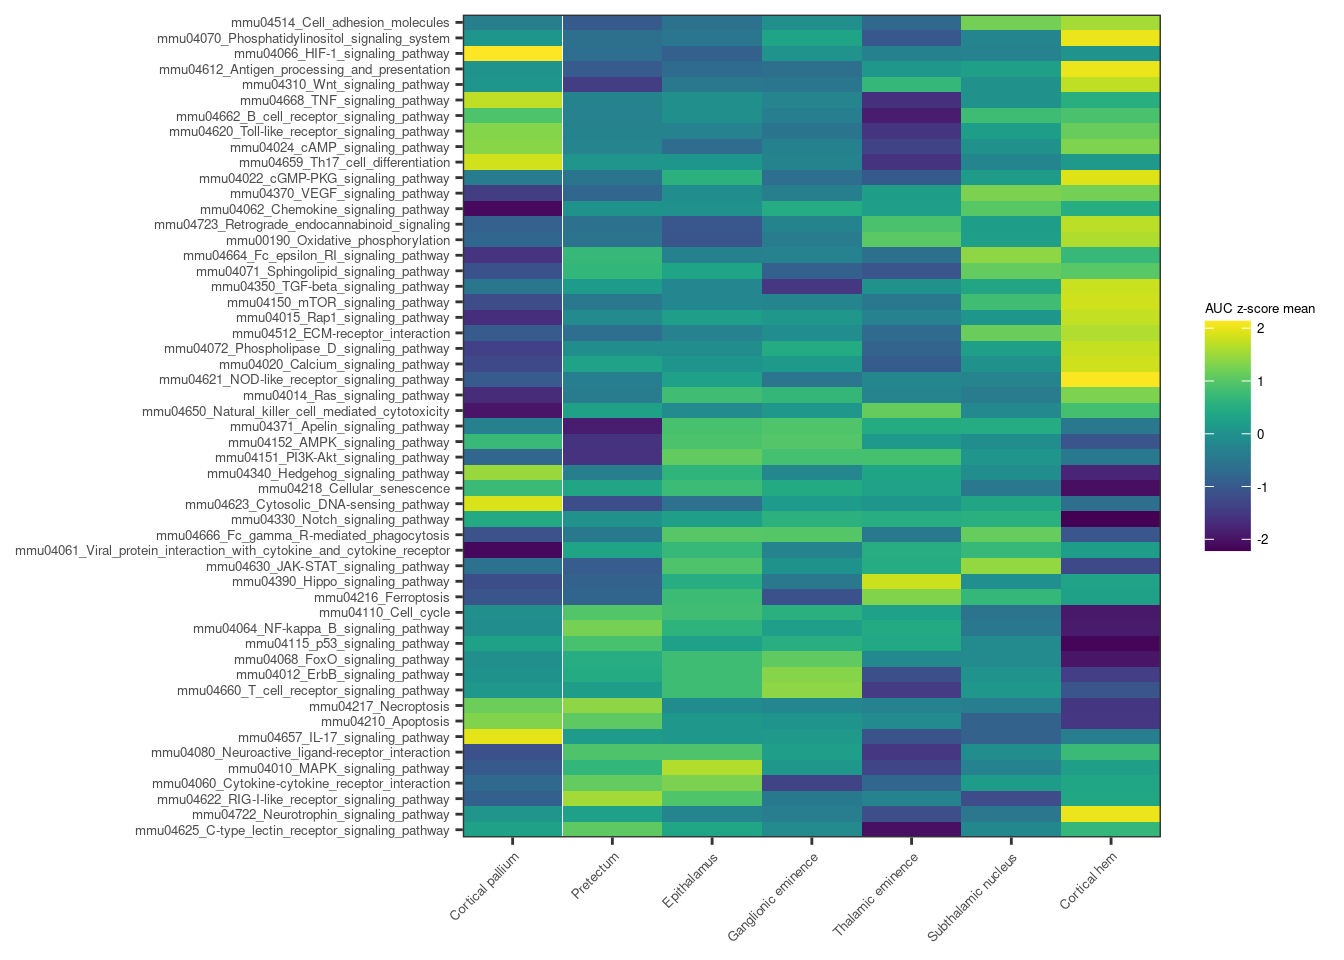 mmu04514_Cell_adhesion_molecules
mmu04070_Phosphatidylinositol_signaling_system
mmu04066_HIF-1_signaling_pathway
mmu04612_Antigen_processing_and_presentation
mmu04310_Wnt_signaling_pathway
mmu04668_TNF_signaling_pathway
mmu04662_B_cell_receptor_signaling_pathway
mmu04620_Toll-like_receptor_signaling_pathway
mmu04024_cAMP_signaling_pathway
mmu04659_Th17_cell_differentiation
mmu04022_cGMP-PKG_signaling_pathway
mmu04370_VEGF_signaling_pathway
mmu04062_Chemokine_signaling_pathway
mmu04723_Retrograde_endocannabinoid_signaling
mmu00190_Oxidative_phosphorylation
mmu04664_Fc_epsilon_RI_signaling_pathway
mmu04071_Sphingolipid_signaling_pathway
mmu04350_TGF-beta_signaling_pathway
mmu04150_mTOR_signaling_pathway
mmu04015_Rap1_signaling_pathway
mmu04512_ECM-receptor_interaction
mmu04072_Phospholipase_D_signaling_pathway
mmu04020_Calcium_signaling_pathway
mmu04621_NOD-like_receptor_signaling_pathway
mmu04014_Ras_signaling_pathway
mmu04650_Natural_killer_cell_mediated_cytotoxicity
mmu04371_Apelin_signaling_pathway
mmu04152_AMPK_signaling_pathway
mmu04151_PI3K-Akt_signaling_pathway
mmu04340_Hedgehog_signaling_pathway
mmu04218_Cellular_senescence
mmu04623_Cytosolic_DNA-sensing_pathway
mmu04330_Notch_signaling_pathway
mmu04666_Fc_gamma_R-mediated_phagocytosis
mmu04061_Viral_protein_interaction_with_cytokine_and_cytokine_receptor
mmu04630_JAK-STAT_signaling_pathway
mmu04390_Hippo_signaling_pathway
mmu04216_Ferroptosis
mmu04110_Cell_cycle
mmu04064_NF-kappa_B_signaling_pathway
mmu04115_p53_signaling_pathway
mmu04068_FoxO_signaling_pathway
mmu04012_ErbB_signaling_pathway
mmu04660_T_cell_receptor_signaling_pathway
mmu04217_Necroptosis
mmu04210_Apoptosis
mmu04657_IL-17_signaling_pathway
mmu04080_Neuroactive_ligand-receptor_interaction
mmu04010_MAPK_signaling_pathway
mmu04060_Cytokine-cytokine_receptor_interaction
mmu04622_RIG-I-like_receptor_signaling_pathway
mmu04722_Neurotrophin_signaling_pathway
mmu04625_C-type_lectin_receptor_signaling_pathway
Cortical pallium
Pretectum
Epithalamus
Ganglionic eminence
Thalamic eminence
Subthalamic nucleus
Cortical hem
AUC z-score mean
2
1
0
-1
-2